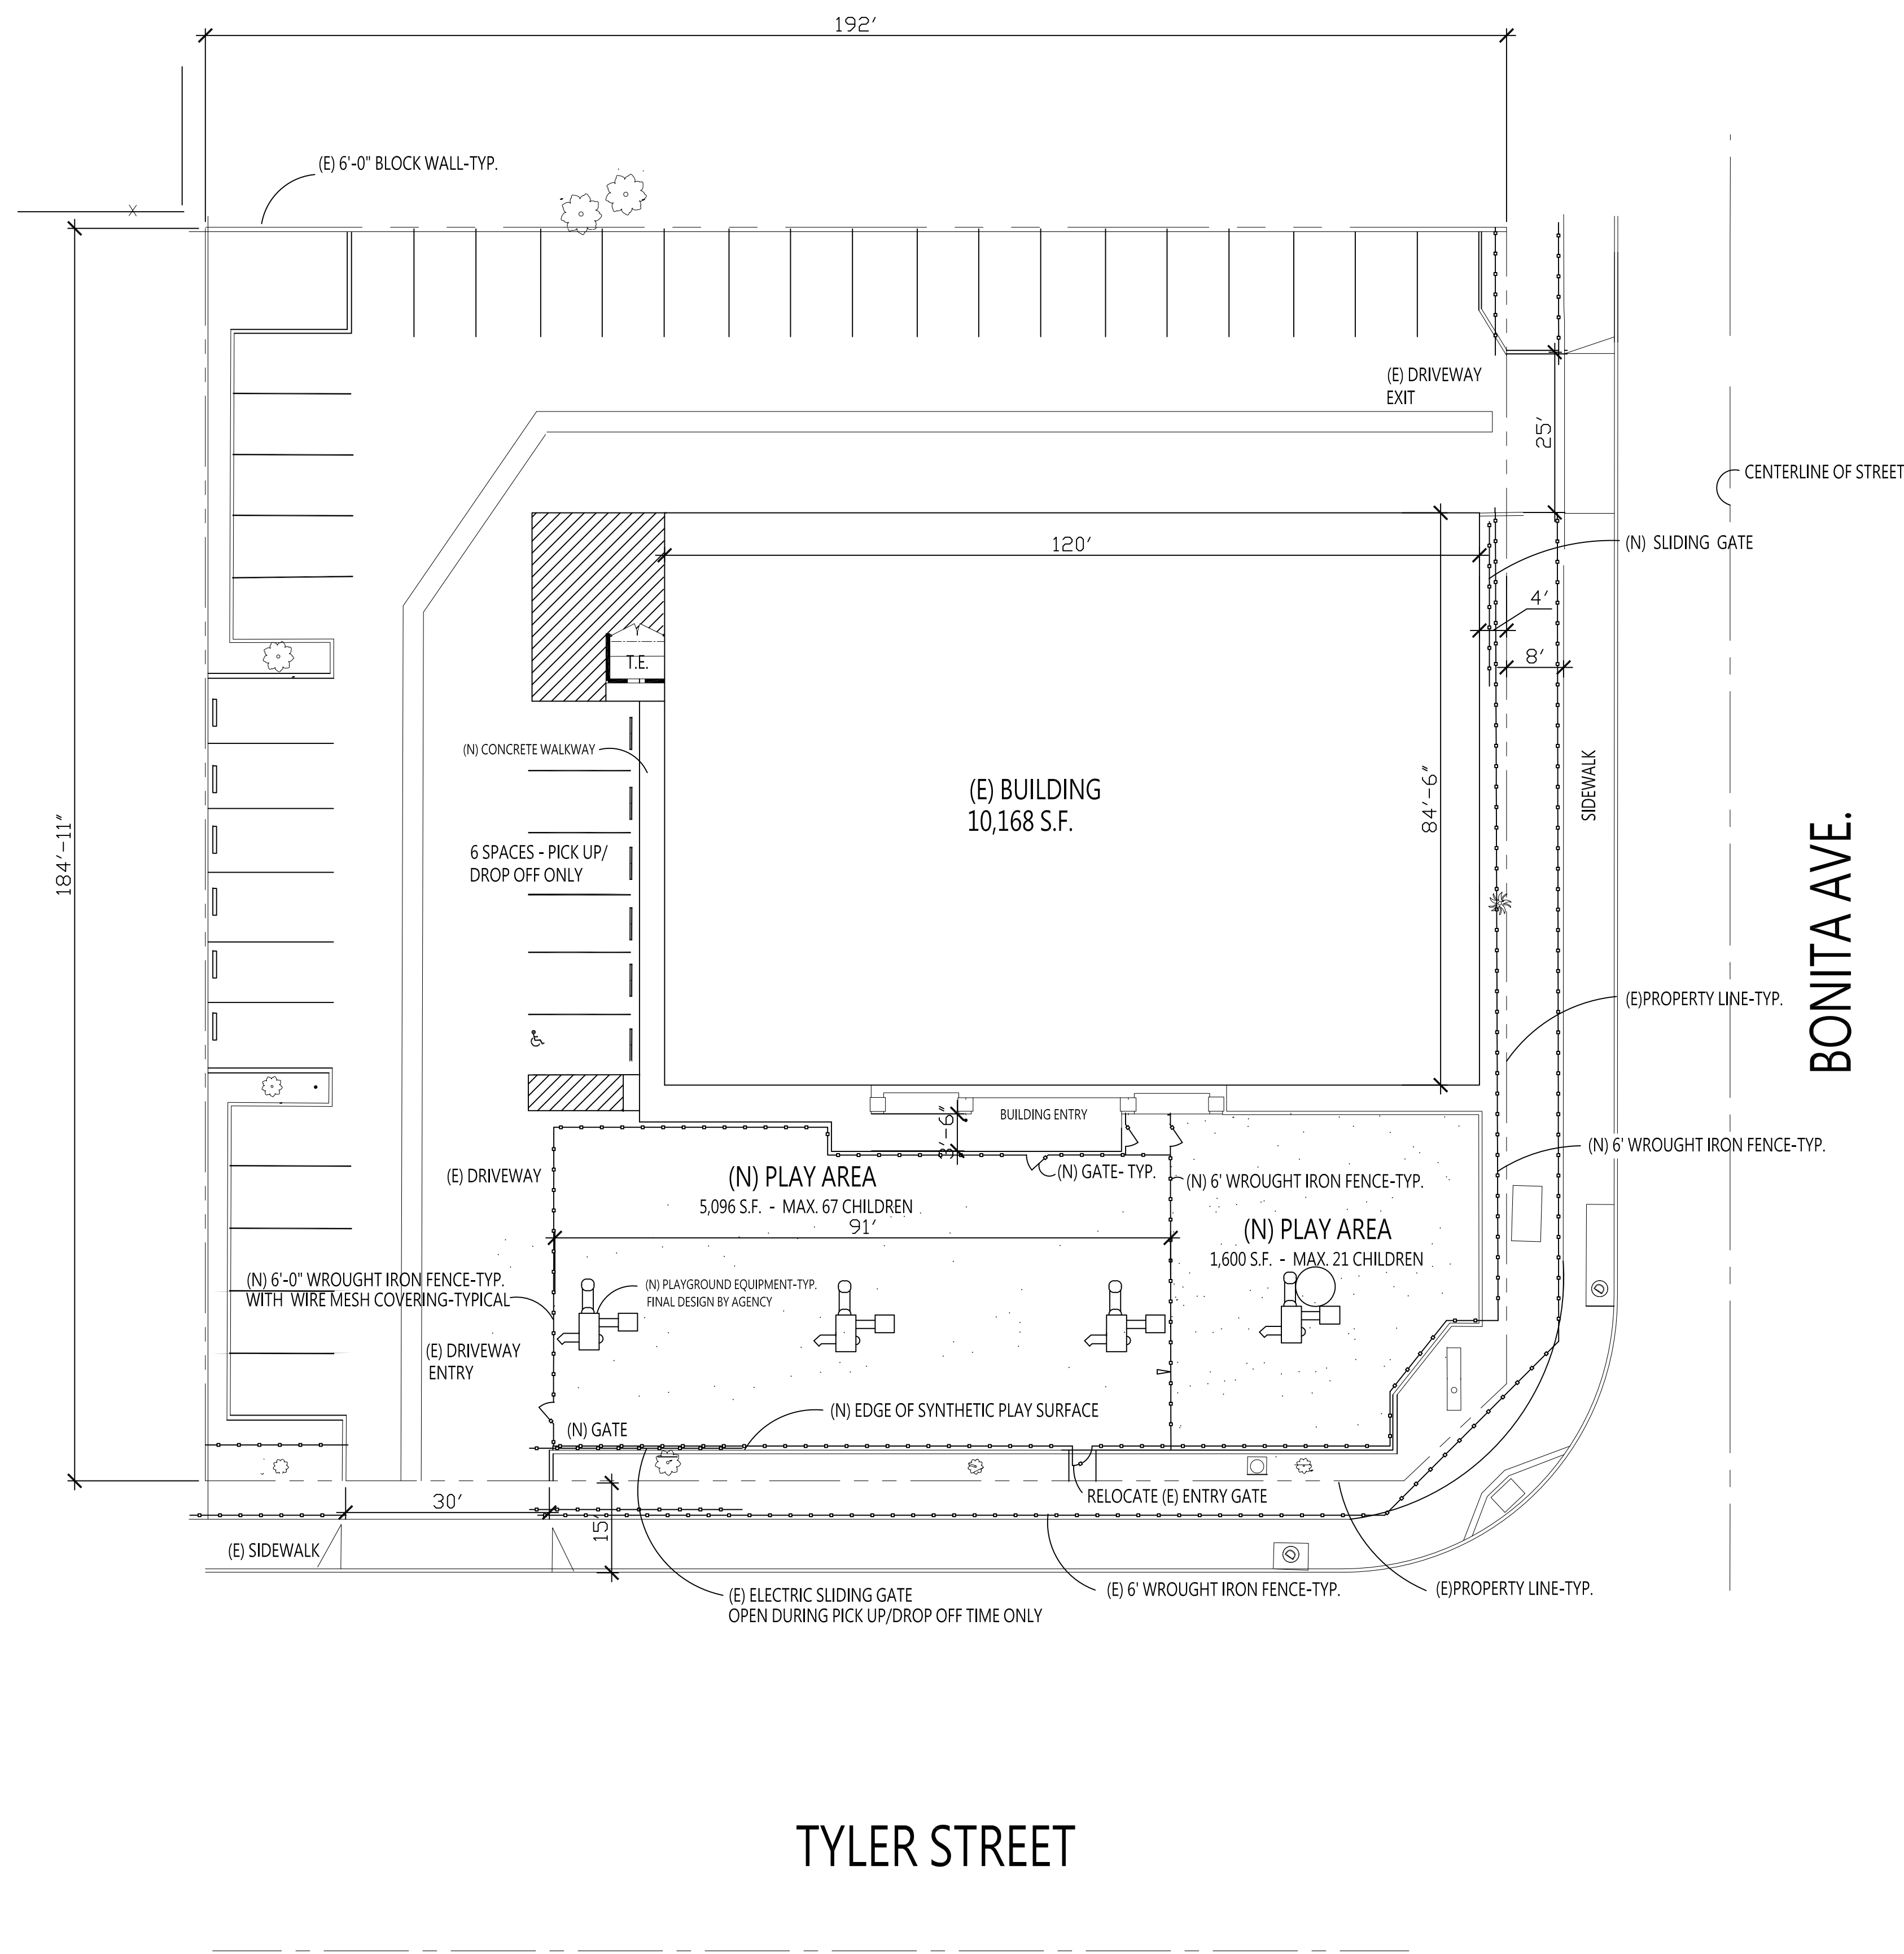 192'
(E) 6'-0" BLOCK WALL-TYP.
X
(E) DRIVEWAY
EXIT
25'
CENTERLINE OF STREET
120'
(N) SLIDING GATE
4'
T.E.
8'
(N) CONCRETE WALKWAY
SIDEWALK
(E) BUILDING
10,168 S.F.
84'-6"
184'-11"
6 SPACES - PICK UP/
DROP OFF ONLY
BONITA AVE.
(E)PROPERTY LINE-TYP.
BUILDING ENTRY
3'-6"
(N) 6' WROUGHT IRON FENCE-TYP.
(E) DRIVEWAY
(N) PLAY AREA
5,096 S.F. - MAX. 67 CHILDREN
(N) GATE- TYP.
(N) 6' WROUGHT IRON FENCE-TYP.
91'
(N) PLAY AREA
1,600 S.F. - MAX. 21 CHILDREN
(N) 6'-0" WROUGHT IRON FENCE-TYP.
WITH WIRE MESH COVERING-TYPICAL
(N) PLAYGROUND EQUIPMENT-TYP.
FINAL DESIGN BY AGENCY
D
(E) DRIVEWAY
ENTRY
(N) EDGE OF SYNTHETIC PLAY SURFACE
(N) GATE
RELOCATE (E) ENTRY GATE
30'
15'
(E) SIDEWALK
D
(E) ELECTRIC SLIDING GATE
OPEN DURING PICK UP/DROP OFF TIME ONLY
(E) 6' WROUGHT IRON FENCE-TYP.
(E)PROPERTY LINE-TYP.
TYLER STREET